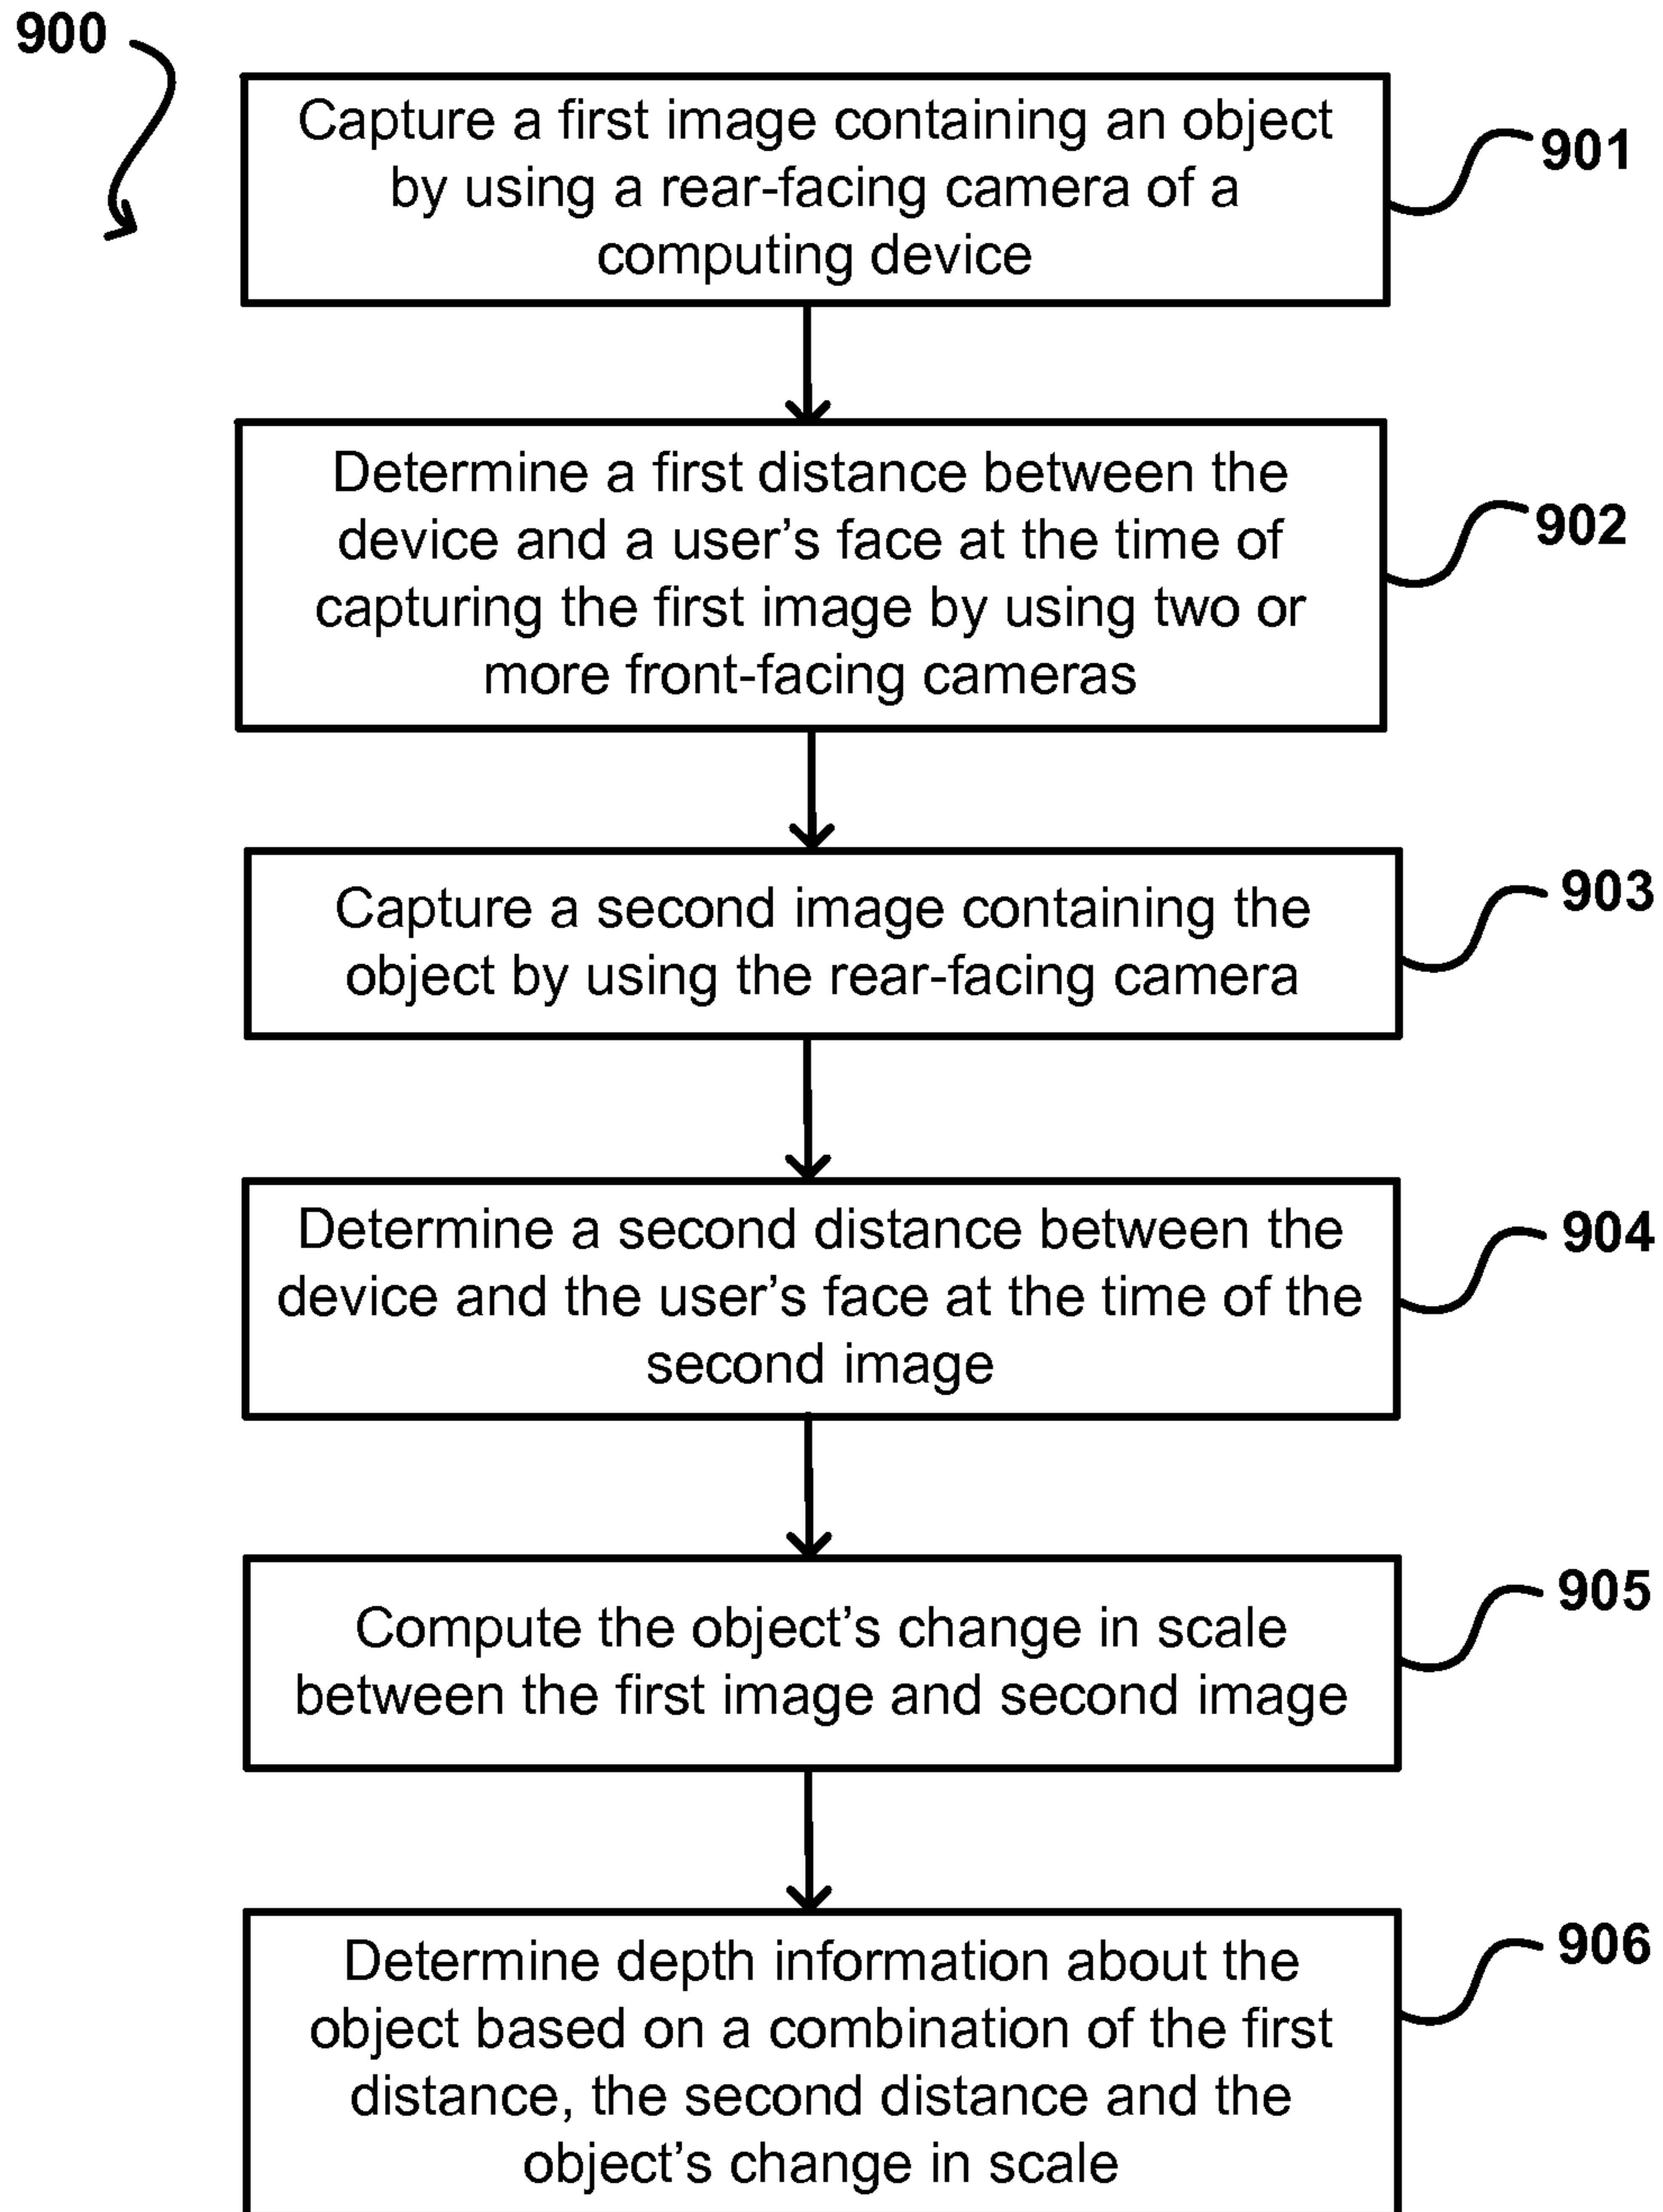 900
Capture a first image containing an object
by using a rear-facing camera of a
computing device
901
Determine a first distance between the
device and a user's face at the time of
capturing the first image by using two or
more front-facing cameras
902
Capture a second image containing the
object by using the rear-facing camera
903
Determine a second distance between the
device and the user's face at the time of the
second image
904
Compute the object's change in scale
between the first image and second image
905
Determine depth information about the
object based on a combination of the first
distance, the second distance and the
object's change in scale
906